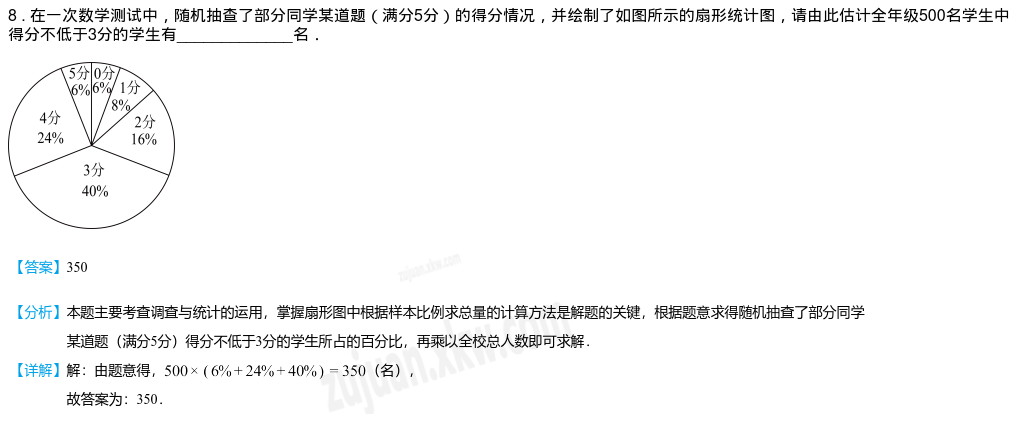 8．在一次数学测试中，随机抽查了部分同学某道题（满分5分）的得分情况，并绘制了如图所示的扇形统计图，请由此估计全年级500名学生中
得分不低于3分的学生有______________名．
5分 0分
6% 6% 1分
8%
4分 2分
24% 16%
3分
40%
【答案】350
zujuan.xkw.com
【分析】本题主要考查调查与统计的运用，掌握扇形图中根据样本比例求总量的计算方法是解题的关键，根据题意求得随机抽查了部分同学
某道题（满分5分）得分不低于3分的学生所占的百分比，再乘以全校总人数即可求解．
【详解】解：由题意得，500×(6%+24%+40%)=350（名），
故答案为：350．
zujuan.xkw.com